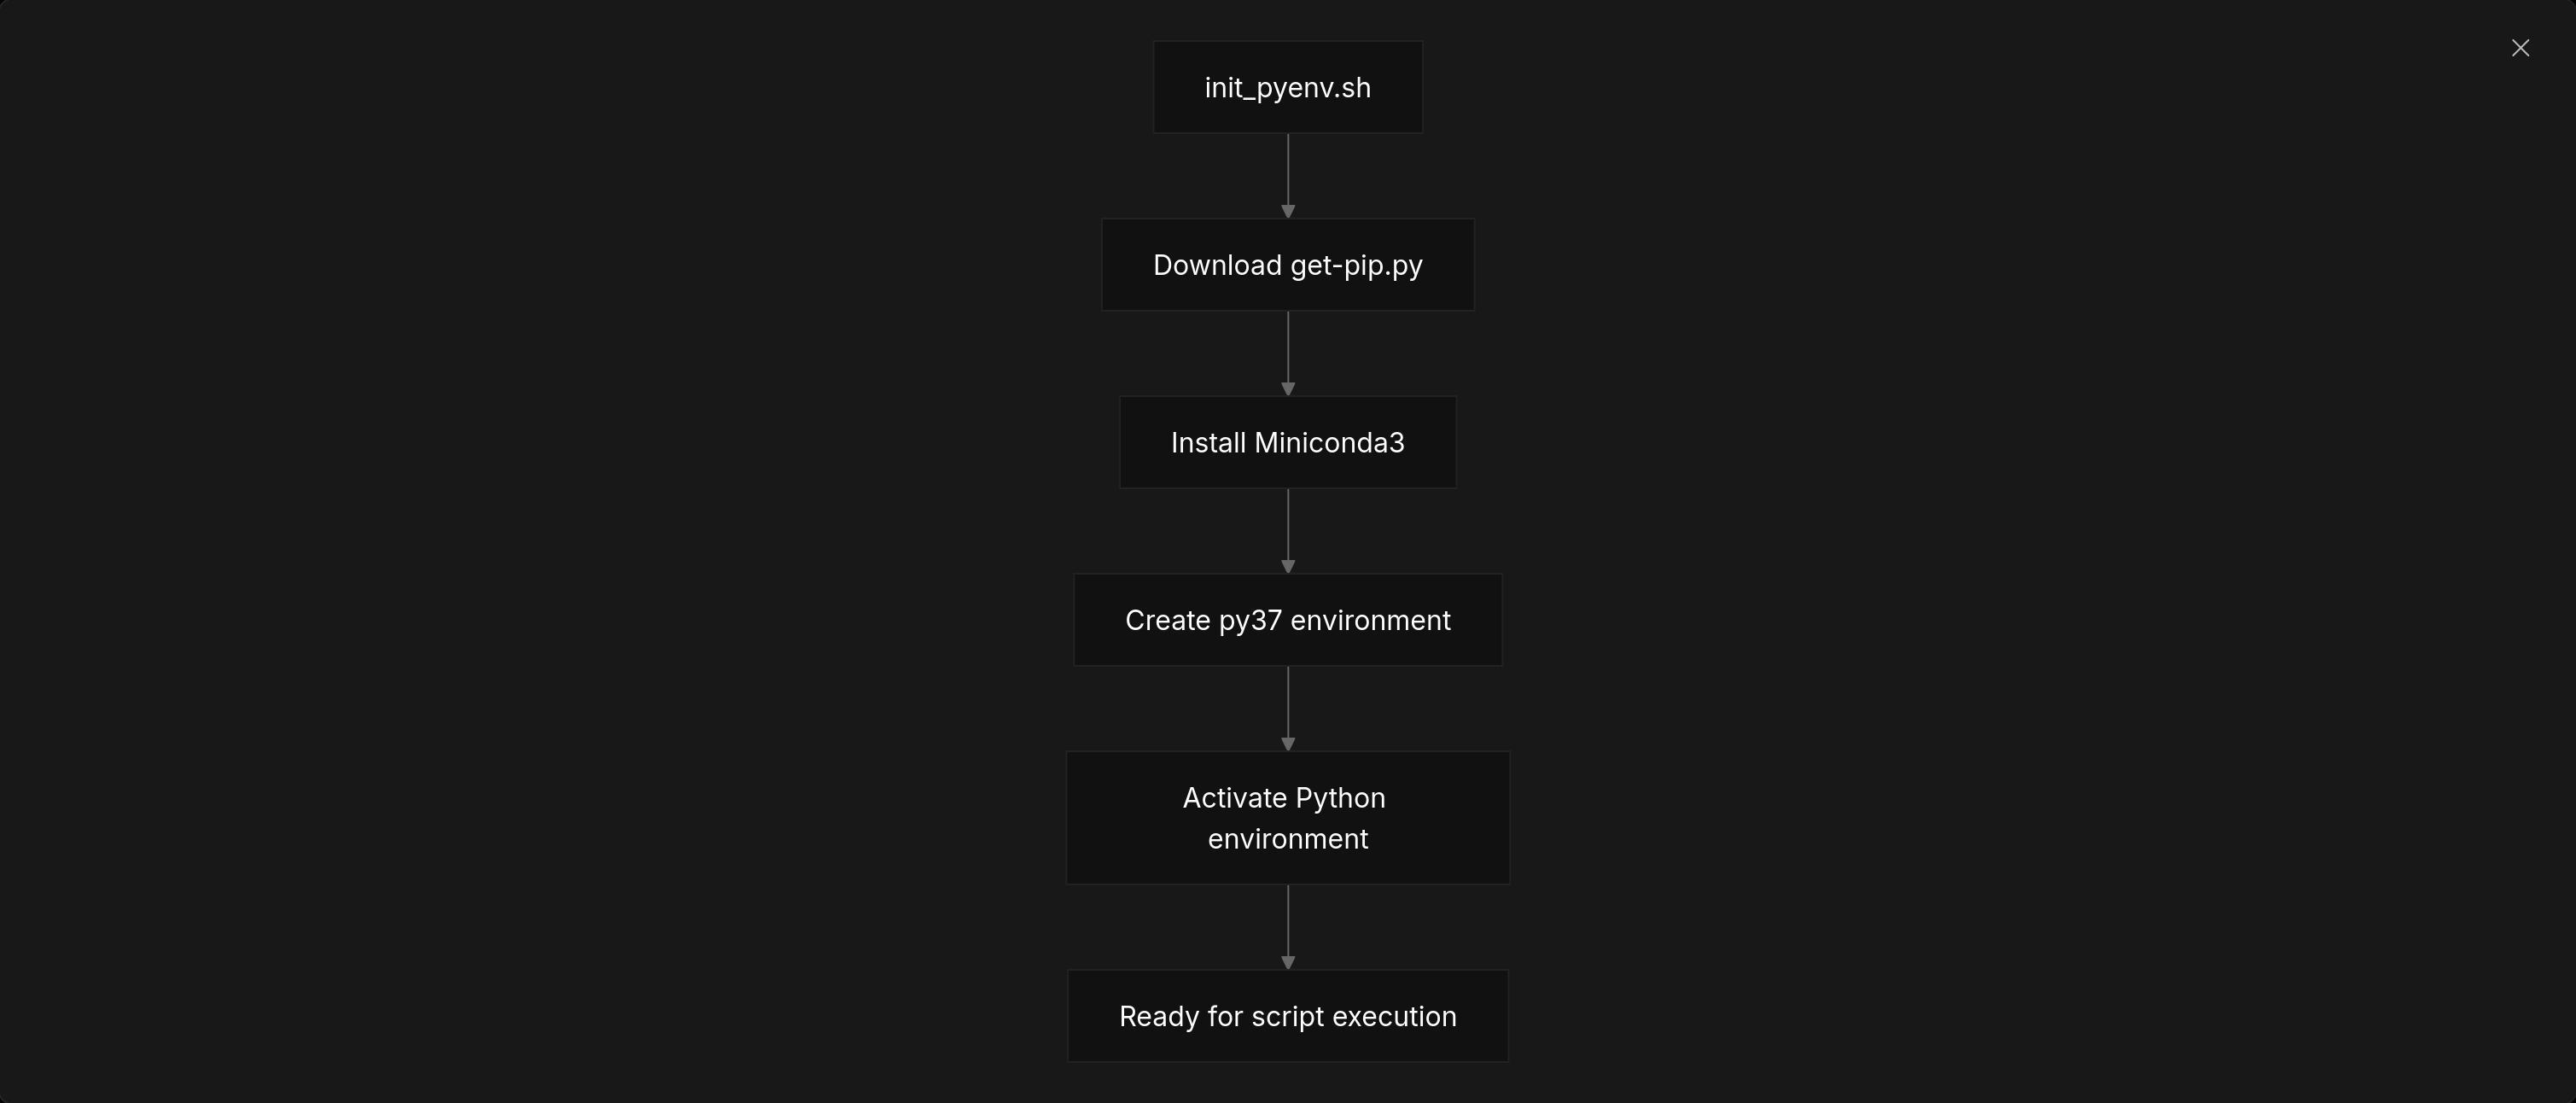 init_pyenv.sh
Download get-pip.py
Install Miniconda3
Create py37 environment
Activate Python
environment
Ready for script execution